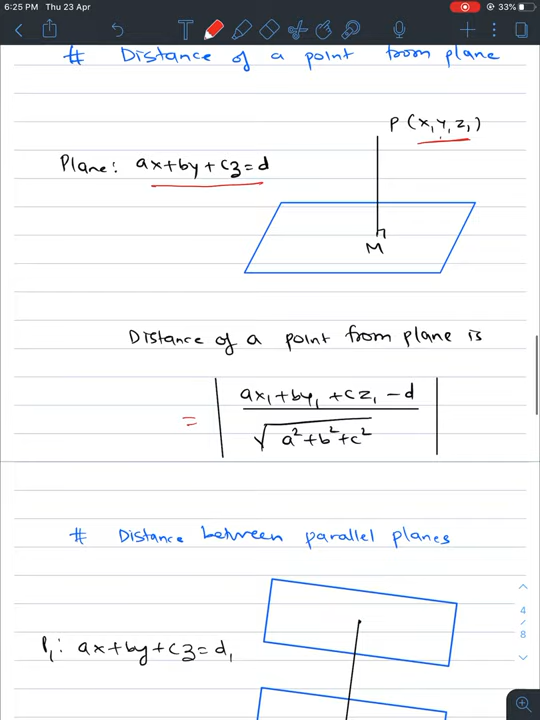 6:25 PM Thu 23 Apr
33%
# Distance of a point from plane
P (x₁ y₁ z₁)
Plane: ax+by+cz=d
M
Distance of a point from plane is
= | ax₁+by₁+cz₁-d / √a²+b²+c² |
# Distance between parallel planes
4
/
8
P₁: ax+by+cz=d₁